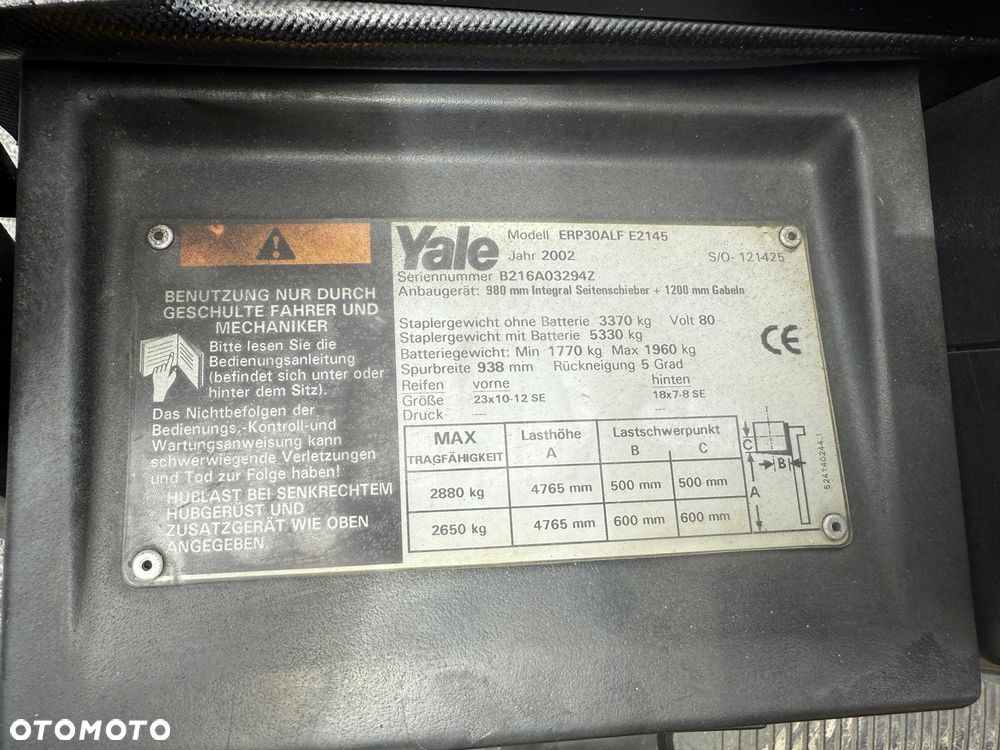 BENUTZUNG NUR DURCH
GESCHULTE FAHRER UND
MECHANIKER
Bitte lesen Sie die
Bedienungsanleitung
(befindet sich unter oder
hinter dem Sitz).
Das Nichtbefolgen der
Bedienungs,-Kontroll-und
Wartungsanweisung kann
schwerwiegende Verletzungen
und Tod zur Folge haben!
HUBLAST BEI SENKRECHTEM
HUBGERÜST UND
ZUSATZGERÄT WIE OBEN
ANGEGEBEN
Yale
Modell ERP30ALF E2145
Jahr 2002 S/O- 121425
Seriennummer B216A03294Z
Anbaugerät: 980 mm Integral Seitenschieber + 1200 mm Gabeln
Staplergewicht ohne Batterie 3370 kg Volt 80
Staplergewicht mit Batterie 5330 kg
Batteriegewicht: Min 1770 kg Max 1960 kg
Spurbreite 938 mm Rückneigung 5 Grad
Reifen vorne hinten
Größe 23x10-12 SE 18x7-8 SE
Druck --- ---
CE
MAX TRAGFÄHIGKEIT Lasthöhe A Lastschwerpunkt B C
2880 kg 4765 mm 500 mm 500 mm
2650 kg 4765 mm 600 mm 600 mm
C
B
A
624140244-1
OTOMOTO